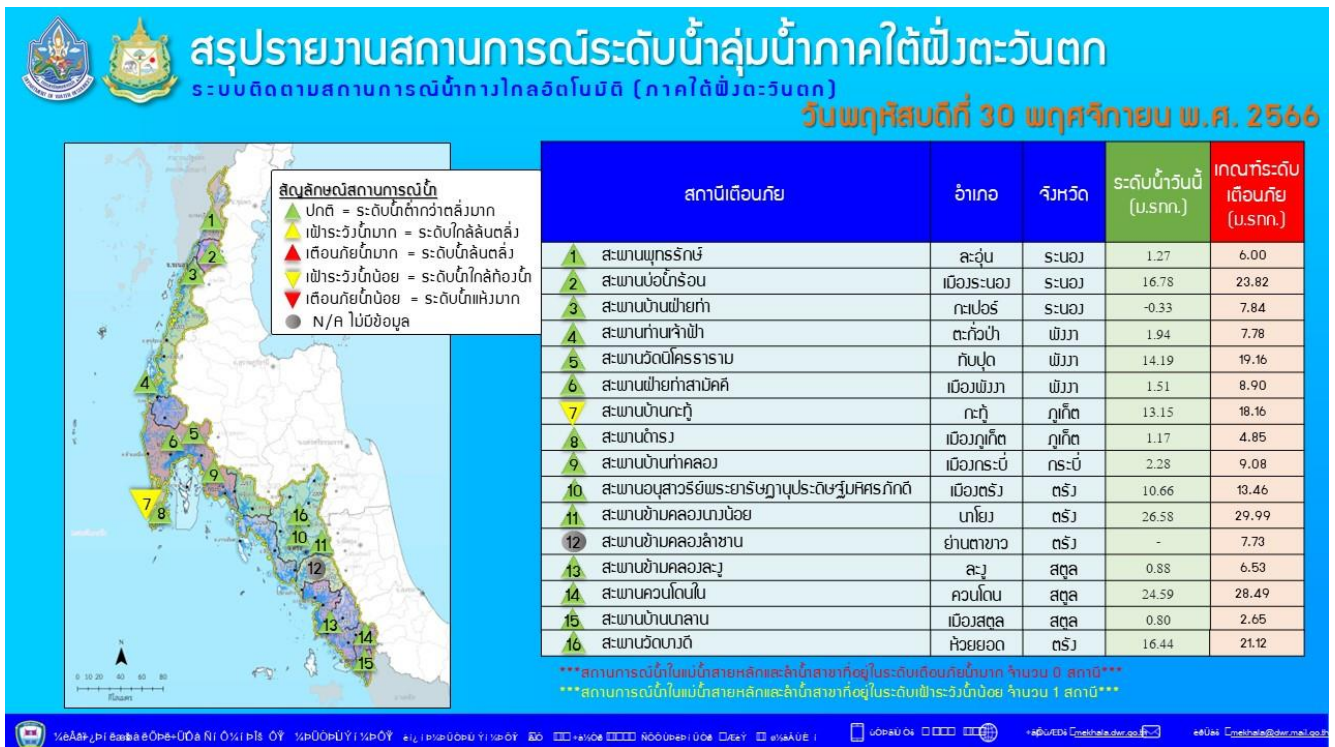 สรุปรายงานสถานการณ์ระดับน้ำลุ่มน้ำภาคใต้ฝั่งตะวันตก
ระบบติดตามสถานการณ์น้ำทางไกลอัตโนมัติ (ภาคใต้ฝั่งตะวันตก)
วันพฤหัสบดีที่ 30 พฤศจิกายน พ.ศ. 2566
สัญลักษณ์สถานการณ์น้ำ
ปกติ = ระดับน้ำต่ำกว่าตลิ่งมาก
เฝ้าระวังน้ำมาก = ระดับใกล้ล้นตลิ่ง
เตือนภัยน้ำมาก = ระดับน้ำล้นตลิ่ง
เฝ้าระวังน้ำน้อย = ระดับน้ำใกล้ท้องน้ำ
เตือนภัยน้ำน้อย = ระดับน้ำแห้งมาก
N/A ไม่มีข้อมูล
1
2
3
4
5
6
7
8
9
16
10
11
12
13
14
15
N
0 10 20 40 60 80
กิโลเมตร
สถานีเตือนภัย อำเภอ จังหวัด ระดับน้ำวันนี้ (ม.รทก.) เกณฑ์ระดับเตือนภัย (ม.รทก.)
1 สะพานพุทธรักษ์ ละอุ่น ระนอง 1.27 6.00
2 สะพานบ่อน้ำร้อน เมืองระนอง ระนอง 16.78 23.82
3 สะพานบ้านฝ่ายท่า กะเปอร์ ระนอง -0.33 7.84
4 สะพานท่านเจ้าฟ้า ตะกั่วป่า พังงา 1.94 7.78
5 สะพานวัดนิโครธาราม ทับปุด พังงา 14.19 19.16
6 สะพานฝ่ายท่าสามัคคี เมืองพังงา พังงา 1.51 8.90
7 สะพานบ้านกะทู้ กะทู้ ภูเก็ต 13.15 18.16
8 สะพานดำรง เมืองภูเก็ต ภูเก็ต 1.17 4.85
9 สะพานบ้านท่าคลอง เมืองกระบี่ กระบี่ 2.28 9.08
10 สะพานอนุสาวรีย์พระยารัษฎานุประดิษฐ์มหิศรภักดี เมืองตรัง ตรัง 10.66 13.46
11 สะพานข้ามคลองนางน้อย นาโยง ตรัง 26.58 29.99
12 สะพานข้ามคลองลำชาน ย่านตาขาว ตรัง - 7.73
13 สะพานข้ามคลองละงู ละงู สตูล 0.88 6.53
14 สะพานควนโดนใน ควนโดน สตูล 24.59 28.49
15 สะพานบ้านนาลาน เมืองสตูล สตูล 0.80 2.65
16 สะพานวัดบางดี ห้วยยอด ตรัง 16.44 21.12
***สถานการณ์น้ำในแม่น้ำสายหลักและลำน้ำสาขาที่อยู่ในระดับเตือนภัยน้ำมาก จำนวน 0 สถานี***
***สถานการณ์น้ำในแม่น้ำสายหลักและลำน้ำสาขาที่อยู่ในระดับเฝ้าระวังน้ำน้อย จำนวน 1 สถานี***
mekhala.dwr.go.th
mekhala@dwr.mail.go.th